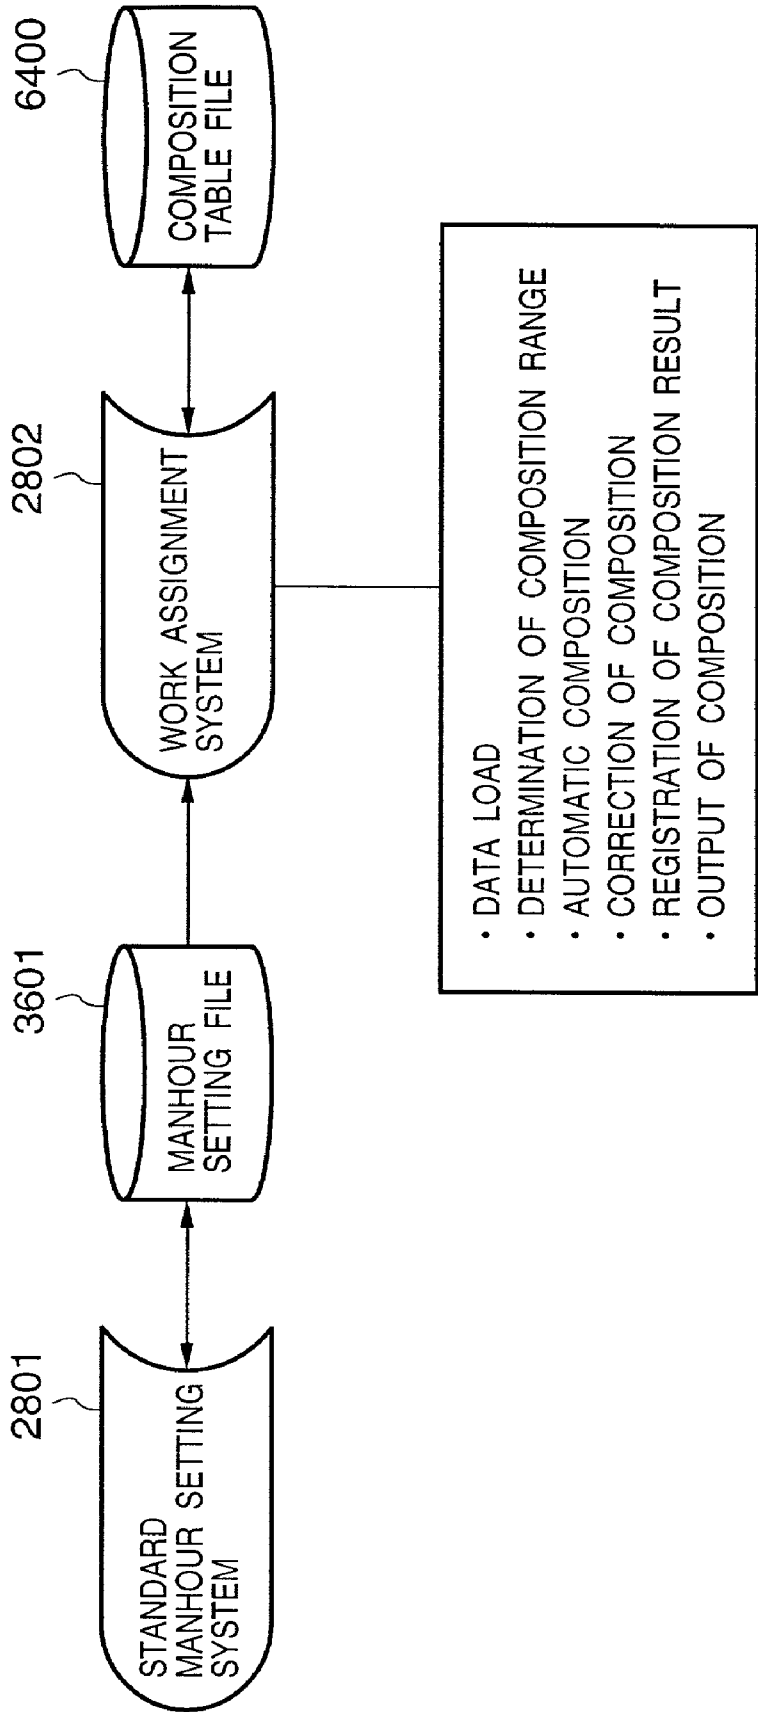 2801
STANDARD
MANHOUR SETTING
SYSTEM
3601
MANHOUR
SETTING FILE
2802
WORK ASSIGNMENT
SYSTEM
6400
COMPOSITION
TABLE FILE
· DATA LOAD
· DETERMINATION OF COMPOSITION RANGE
· AUTOMATIC COMPOSITION
· CORRECTION OF COMPOSITION
· REGISTRATION OF COMPOSITION RESULT
· OUTPUT OF COMPOSITION